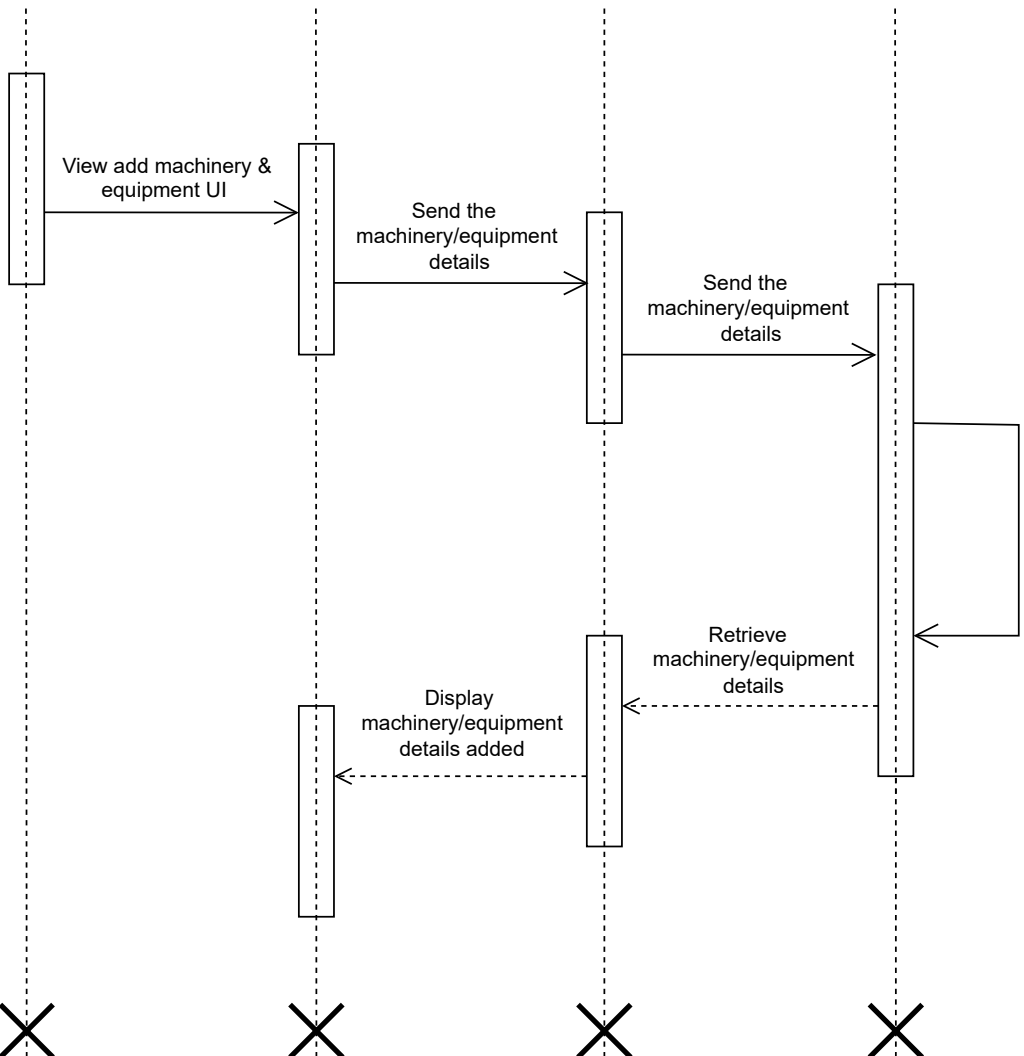 View add machinery &
equipment UI
Send the
machinery/equipment
details
Send the
machinery/equipment
details
Retrieve
machinery/equipment
details
Display
machinery/equipment
details added